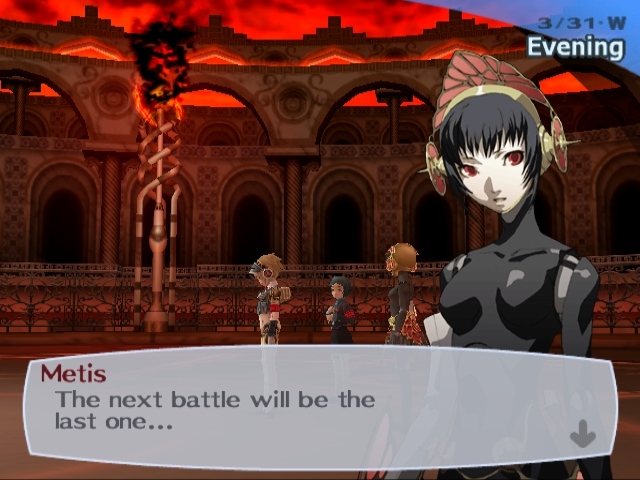 3/31·W
Evening
Metis
The next battle will be the
last one...